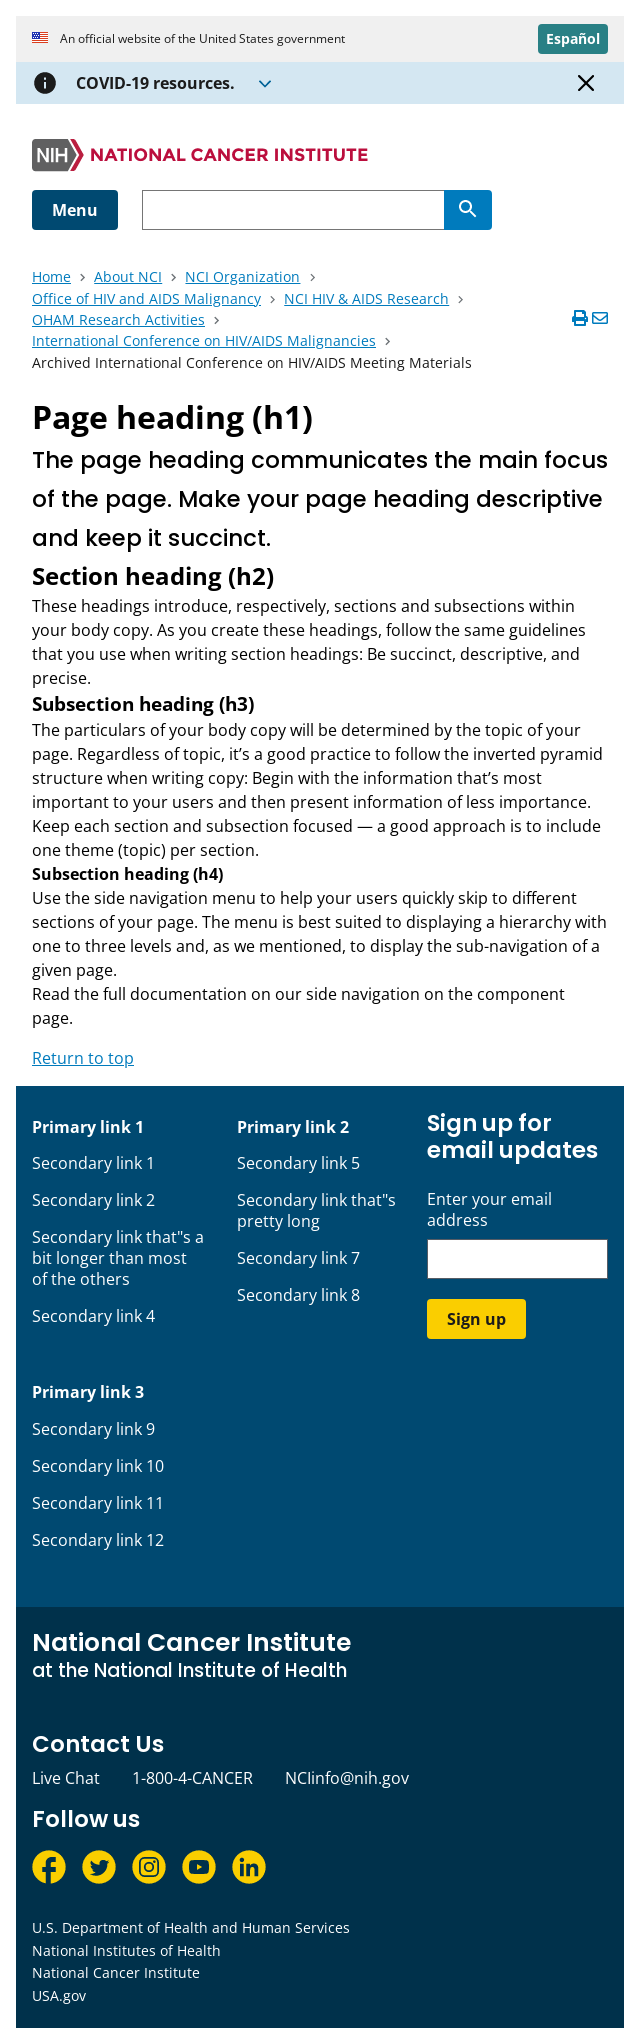 An official website of the United States government
Español
COVID-19 resources.
NIH NATIONAL CANCER INSTITUTE
Menu
Home > About NCI > NCI Organization >
Office of HIV and AIDS Malignancy > NCI HIV & AIDS Research >
OHAM Research Activities >
International Conference on HIV/AIDS Malignancies >
Archived International Conference on HIV/AIDS Meeting Materials
Page heading (h1)
The page heading communicates the main focus
of the page. Make your page heading descriptive
and keep it succinct.
Section heading (h2)
These headings introduce, respectively, sections and subsections within
your body copy. As you create these headings, follow the same guidelines
that you use when writing section headings: Be succinct, descriptive, and
precise.
Subsection heading (h3)
The particulars of your body copy will be determined by the topic of your
page. Regardless of topic, it’s a good practice to follow the inverted pyramid
structure when writing copy: Begin with the information that’s most
important to your users and then present information of less importance.
Keep each section and subsection focused — a good approach is to include
one theme (topic) per section.
Subsection heading (h4)
Use the side navigation menu to help your users quickly skip to different
sections of your page. The menu is best suited to displaying a hierarchy with
one to three levels and, as we mentioned, to display the sub-navigation of a
given page.
Read the full documentation on our side navigation on the component
page.
Return to top
Primary link 1
Secondary link 1
Secondary link 2
Secondary link that"s a
bit longer than most
of the others
Secondary link 4
Primary link 2
Secondary link 5
Secondary link that"s
pretty long
Secondary link 7
Secondary link 8
Primary link 3
Secondary link 9
Secondary link 10
Secondary link 11
Secondary link 12
Sign up for
email updates
Enter your email
address
Sign up
National Cancer Institute
at the National Institute of Health
Contact Us
Live Chat 1-800-4-CANCER NCIinfo@nih.gov
Follow us
U.S. Department of Health and Human Services
National Institutes of Health
National Cancer Institute
USA.gov